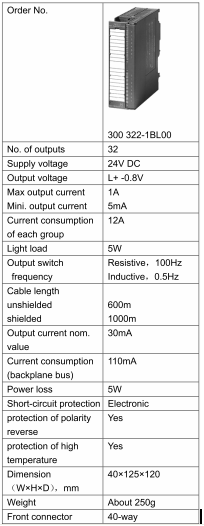 Order No.
300 322-1BL00
No. of outputs 32
Supply voltage 24V DC
Output voltage L+ -0.8V
Max output current 1A
Mini. output current 5mA
Current consumption 12A
of each group
Light load 5W
Output switch Resistive，100Hz
frequency Inductive，0.5Hz
Cable length
unshielded 600m
shielded 1000m
Output current nom. 30mA
value
Current consumption 110mA
(backplane bus)
Power loss 5W
Short-circuit protection Electronic
protection of polarity Yes
reverse
protection of high Yes
temperature
Dimension 40×125×120
（W×H×D），mm
Weight About 250g
Front connector 40-way